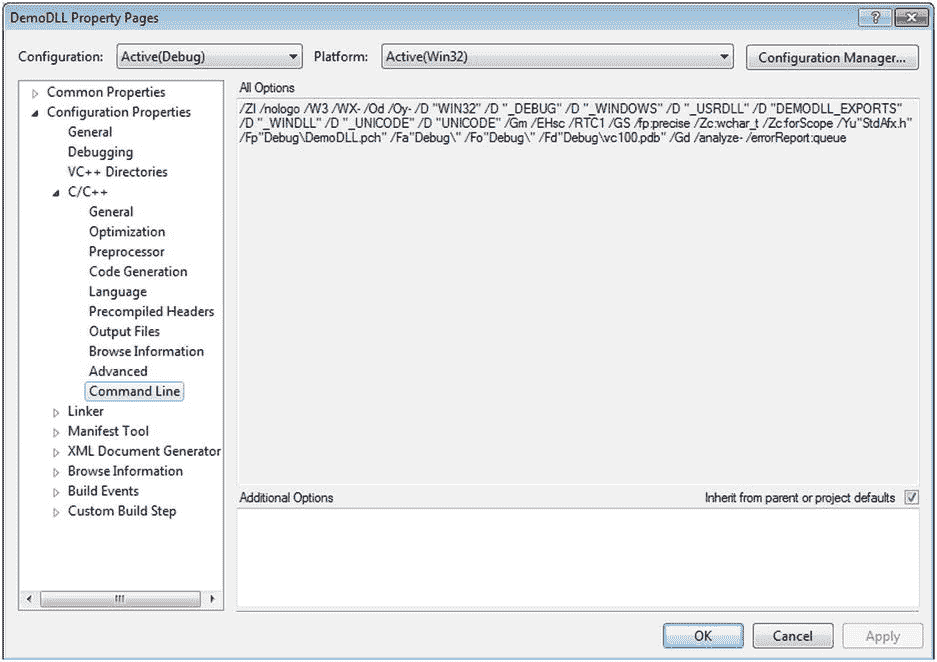 DemoDLL Property Pages
Configuration: Active(Debug) Platform: Active(Win32) Configuration Manager...
Common Properties
Configuration Properties
General
Debugging
VC++ Directories
C/C++
General
Optimization
Preprocessor
Code Generation
Language
Precompiled Headers
Output Files
Browse Information
Advanced
Command Line
Linker
Manifest Tool
XML Document Generator
Browse Information
Build Events
Custom Build Step
All Options
/ZI /nologo /W3 /WX- /Od /Oy- /D "WIN32" /D "_DEBUG" /D "_WINDOWS" /D "_USRDLL" /D "DEMODLL_EXPORTS"
/D "_WINDLL" /D "_UNICODE" /D "UNICODE" /Gm /EHsc /RTC1 /GS /fp:precise /Zc:wchar_t /Zc:forScope /Yu"StdAfx.h"
/Fp"Debug\DemoDLL.pch" /Fa"Debug\" /Fo"Debug\" /Fd"Debug\vc100.pdb" /Gd /analyze- /errorReport:queue
Additional Options Inherit from parent or project defaults
OK Cancel Apply